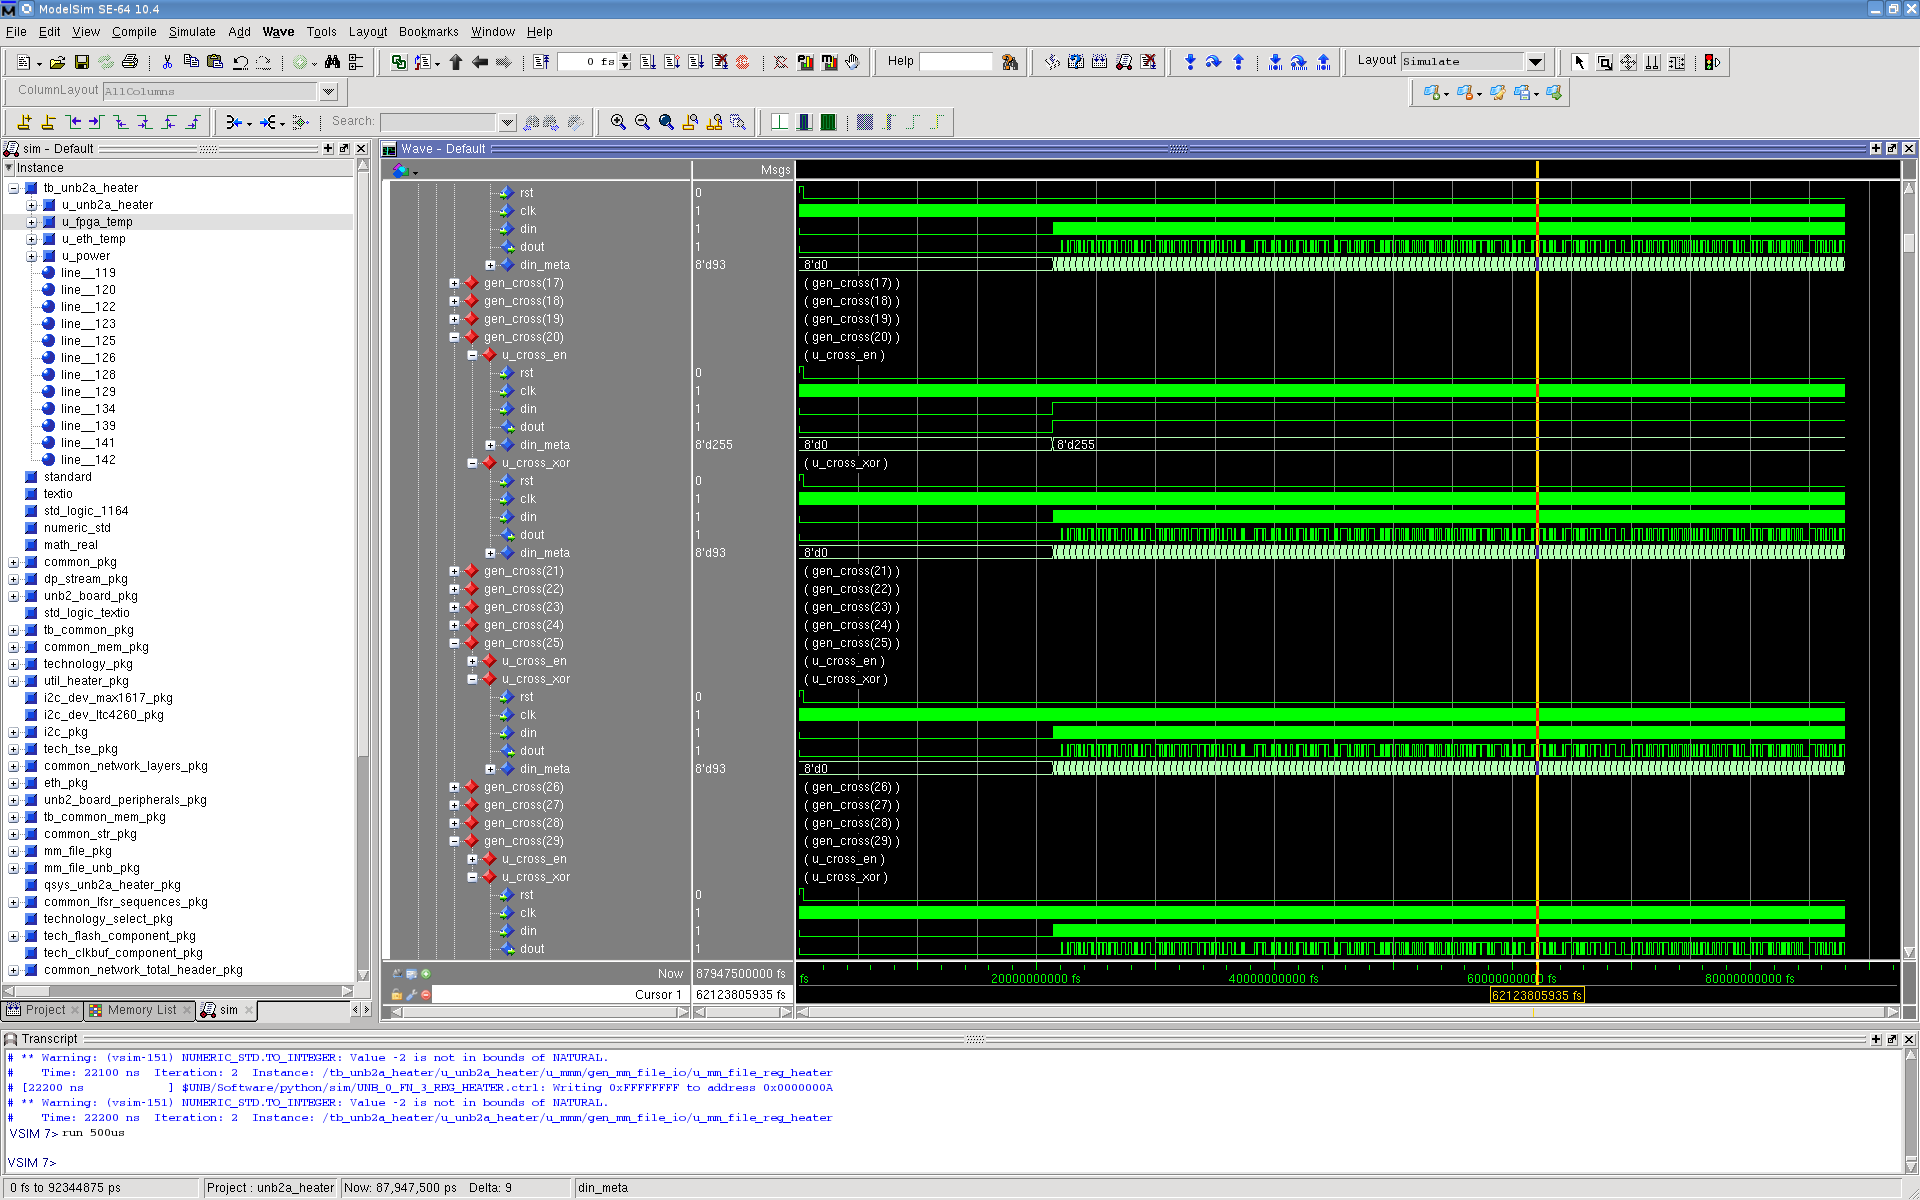 ModelSim SE-64 10.4
File Edit View Compile Simulate Add Wave Tools Layout Bookmarks Window Help
0 fs Help Layout Simulate
ColumnLayout AllColumns
Search:
sim - Default
Instance
tb_unb2a_heater
u_unb2a_heater
u_fpga_temp
u_eth_temp
u_power
line__119
line__120
line__122
line__123
line__125
line__126
line__128
line__129
line__134
line__139
line__141
line__142
standard
textio
std_logic_1164
numeric_std
math_real
common_pkg
dp_stream_pkg
unb2_board_pkg
std_logic_textio
tb_common_pkg
common_mem_pkg
technology_pkg
util_heater_pkg
i2c_dev_max1617_pkg
i2c_dev_ltc4260_pkg
i2c_pkg
tech_tse_pkg
common_network_layers_pkg
eth_pkg
unb2_board_peripherals_pkg
tb_common_mem_pkg
common_str_pkg
mm_file_pkg
mm_file_unb_pkg
qsys_unb2a_heater_pkg
common_lfsr_sequences_pkg
technology_select_pkg
tech_flash_component_pkg
tech_clkbuf_component_pkg
common_network_total_header_pkg
Project Memory List sim
Wave - Default
Msgs
rst 0
clk 1
din 1
dout 1
din_meta 8'd93 8'd0
gen_cross(17) ( gen_cross(17) )
gen_cross(18) ( gen_cross(18) )
gen_cross(19) ( gen_cross(19) )
gen_cross(20) ( gen_cross(20) )
u_cross_en ( u_cross_en )
rst 0
clk 1
din 1
dout 1
din_meta 8'd255 8'd0 8'd255
u_cross_xor ( u_cross_xor )
rst 0
clk 1
din 1
dout 1
din_meta 8'd93 8'd0
gen_cross(21) ( gen_cross(21) )
gen_cross(22) ( gen_cross(22) )
gen_cross(23) ( gen_cross(23) )
gen_cross(24) ( gen_cross(24) )
gen_cross(25) ( gen_cross(25) )
u_cross_en ( u_cross_en )
u_cross_xor ( u_cross_xor )
rst 0
clk 1
din 1
dout 1
din_meta 8'd93 8'd0
gen_cross(26) ( gen_cross(26) )
gen_cross(27) ( gen_cross(27) )
gen_cross(28) ( gen_cross(28) )
gen_cross(29) ( gen_cross(29) )
u_cross_en ( u_cross_en )
u_cross_xor ( u_cross_xor )
rst 0
clk 1
din 1
dout 1
Now 87947500000 fs fs 20000000000 fs 40000000000 fs 60000000000 fs 80000000000 fs
Cursor 1 62123805935 fs 62123805935 fs
Transcript
# ** Warning: (vsim-151) NUMERIC_STD.TO_INTEGER: Value -2 is not in bounds of NATURAL.
# Time: 22100 ns Iteration: 2 Instance: /tb_unb2a_heater/u_unb2a_heater/u_mmm/gen_mm_file_io/u_mm_file_reg_heater
# [22200 ns ] $UNB/Software/python/sim/UNB_0_FN_3_REG_HEATER.ctrl: Writing 0xFFFFFFFF to address 0x0000000A
# ** Warning: (vsim-151) NUMERIC_STD.TO_INTEGER: Value -2 is not in bounds of NATURAL.
# Time: 22200 ns Iteration: 2 Instance: /tb_unb2a_heater/u_unb2a_heater/u_mmm/gen_mm_file_io/u_mm_file_reg_heater
VSIM 7> run 500us
VSIM 7>
0 fs to 92344875 ps Project : unb2a_heater Now: 87,947,500 ps Delta: 9 din_meta